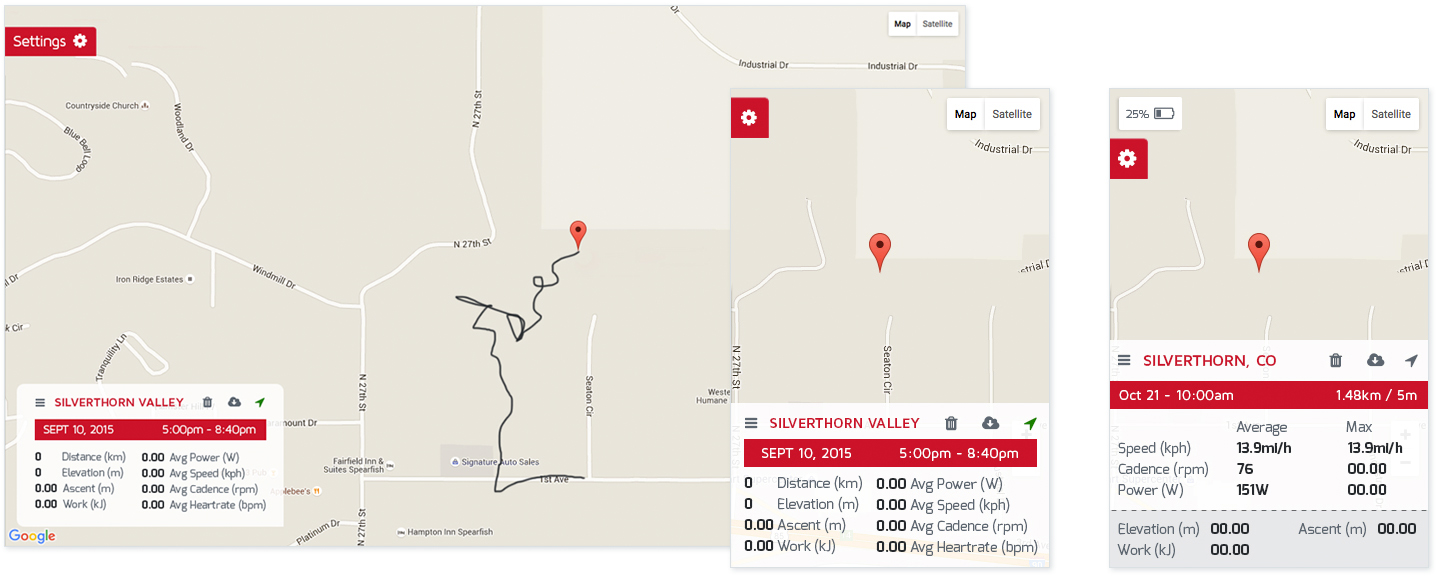 Settings
Map Satellite
Industrial Dr Industrial Dr
Countryside Church
Woodland Dr
Blue Bell Loop
N 27th St
N 27th St
Iron Ridge Estates
Windmill Dr
Tranquility Ln
N 27th St
Seaton Cir
Fairfield Inn &
Suites Spearfish
Signature Auto Sales
1st Ave
Hampton Inn Spearfish
Platinum Dr
N 27th St
Google
SILVERTHORN VALLEY
SEPT 10, 2015 5:00pm - 8:40pm
0 Distance (km) 0.00 Avg Power (W)
0 Elevation (m) 0.00 Avg Speed (kph)
0.00 Ascent (m) 0.00 Avg Cadence (rpm)
0.00 Work (kJ) 0.00 Avg Heartrate (bpm)
Map Satellite
Industrial Dr
N 27th St
Seaton Cir
SILVERTHORN VALLEY
SEPT 10, 2015 5:00pm - 8:40pm
0 Distance (km) 0.00 Avg Power (W)
0 Elevation (m) 0.00 Avg Speed (kph)
0.00 Ascent (m) 0.00 Avg Cadence (rpm)
0.00 Work (kJ) 0.00 Avg Heartrate (bpm)
25%
Map Satellite
Industrial Dr
SILVERTHORN, CO
Oct 21 - 10:00am 1.48km / 5m
Average Max
Speed (kph) 13.9ml/h 13.9ml/h
Cadence (rpm) 76 00.00
Power (W) 151W 00.00
Elevation (m) 00.00 Ascent (m) 00.00
Work (kJ) 00.00